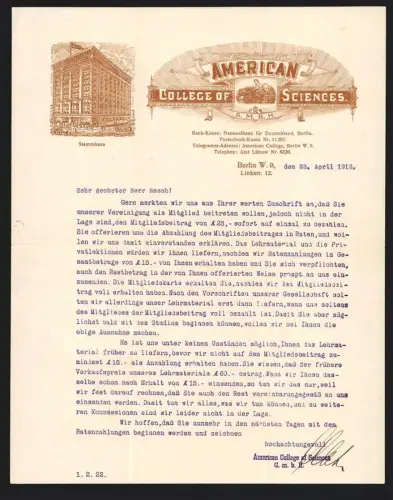 AMERICAN
COLLEGE OF SCIENCES.
G.M.B.H.
Stammhaus
Bank-Konto: Nationalbank für Deutschland, Berlin.
Postscheck-Konto Nr.
Telegramm-Adresse: American College, Berlin W. 9.
Telephon: Amt Lützow Nr. 6236.
Berlin W. 9, den 23. April 1912.
Linkstr. 12.
Sehr geehrter Herr
Gern merkten wir uns aus Ihrer werten Zuschrift an, daß Sie
unserer Vereinigung als Mitglied beitreten wollen, jedoch nicht in der
Lage sind, den Mitgliedsbeitrag von ℳ 25,- sofort auf einmal zu bezahlen.
Sie offerieren uns die Abzahlung des Mitgliedsbeitrages in Raten, und wol-
len wir uns damit einverstanden erklären. Das Lehrmaterial und die Pri-
vatlektionen würden wir Ihnen liefern, nachdem wir Ratenzahlungen in Ge-
samtbetrage von ℳ 15.- von Ihnen erhalten haben und Sie sich verpflichten,
auch den Restbetrag in der von Ihnen offerierten Weise prompt an uns ein-
zusenden. Die Mitgliedskarte erhalten Sie, nachdem wir den Mitgliedsbei-
trag voll erhalten haben. Nach den Vorschriften unserer Gesellschaft sol-
ten wir allerdings unser Lehrmaterial erst dann liefern, wenn uns seitens
des Mitgliedes der Mitgliedsbeitrag voll bezahlt ist. Damit Sie aber mög-
lichst bald mit dem Studium beginnen können, wollen wir bei Ihnen die
obige Ausnahme machen.
Es ist uns unter keinen Umständen möglich, Ihnen das Lehrma-
terial früher zu liefern, bevor wir nicht auf den Mitgliedsbeitrag zu-
mindest ℳ 15.- als Anzahlung erhalten haben. Sie wissen, daß der frühere
Verkaufspreis unseres Lehrmaterials ℳ 60.- betrug. Wenn wir Ihnen das-
selbe schon nach Erhalt von ℳ 15.- einsenden, so tun wir das nur, weil
wir fest darauf rechnen, daß Sie auch den Rest vereinbarungsgemäß an uns
einsenden werden. Damit tun wir alles, was wir tun können, und zu weite-
ren Konzessionen sind wir leider nicht in der Lage.
Wir hoffen, daß Sie nunmehr in den nächsten Tagen mit den
Ratenzahlungen beginnen werden und zeichnen
hochachtungsvoll
American College of Sciences
G. m. b. H.
1. 2. 22.